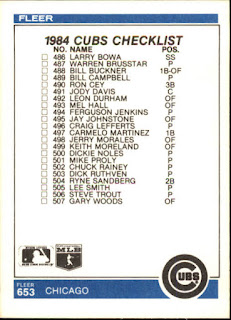 FLEER
1984 CUBS CHECKLIST
NO. NAME POS.
486 LARRY BOWA SS
487 WARREN BRUSSTAR P
488 BILL BUCKNER 1B-OF
489 BILL CAMPBELL P
490 RON CEY 3B
491 JODY DAVIS C
492 LEON DURHAM OF
493 MEL HALL OF
494 FERGUSON JENKINS P
495 JAY JOHNSTONE OF
496 CRAIG LEFFERTS P
497 CARMELO MARTINEZ 1B
498 JERRY MORALES OF
499 KEITH MORELAND OF
500 DICKIE NOLES P
501 MIKE PROLY P
502 CHUCK RAINEY P
503 DICK RUTHVEN P
504 RYNE SANDBERG 2B
505 LEE SMITH P
506 STEVE TROUT P
507 GARY WOODS OF
MLB
CUBS
FLEER
653 CHICAGO